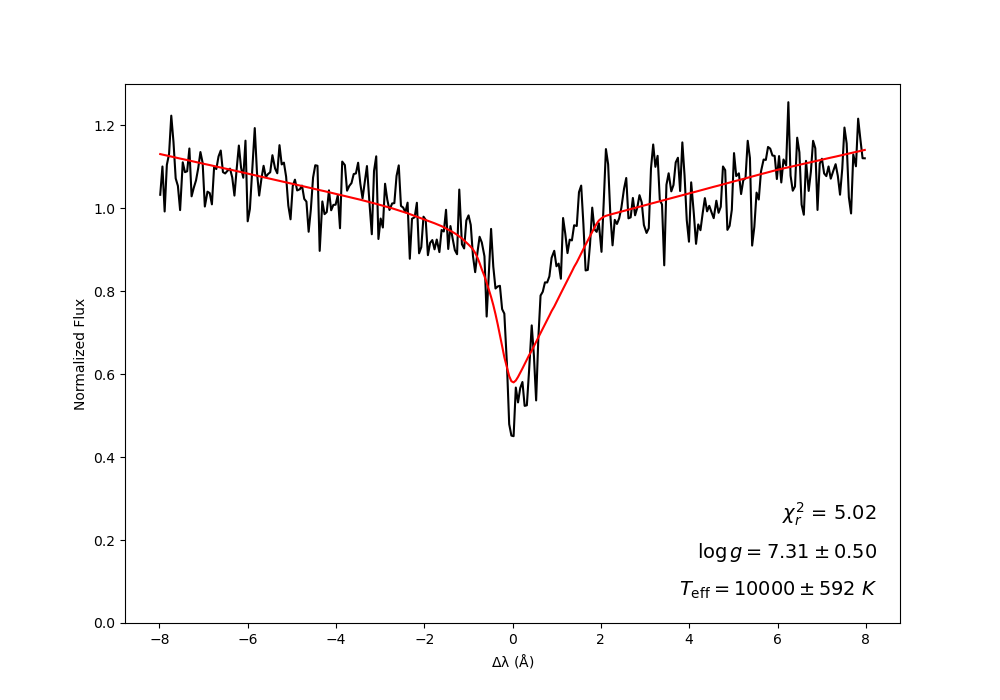 1.2
1.0
0.8
0.6
0.4
0.2
0.0
Normalized Flux
χ²ᵣ = 5.02
log g = 7.31 ± 0.50
T_eff = 10000 ± 592 K
−8 −6 −4 −2 0 2 4 6 8
Δλ (Å)